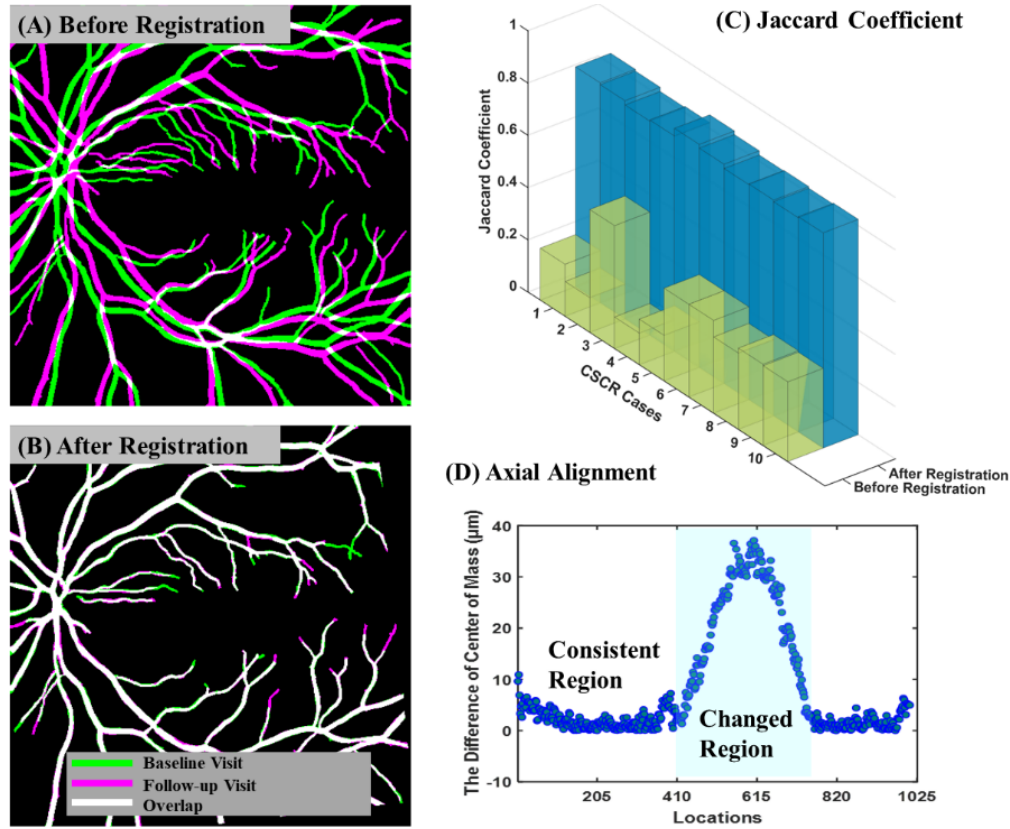 (A) Before Registration
(B) After Registration
Baseline Visit
Follow-up Visit
Overlap
(C) Jaccard Coefficient
Jaccard Coefficient
1
0.8
0.6
0.4
0.2
0
1
2
3
4
5
6
7
8
9
10
CSCR Cases
After Registration
Before Registration
(D) Axial Alignment
The Difference of Center of Mass (μm)
40
30
20
10
0
-10
Consistent
Region
Changed
Region
205
410
615
820
1025
Locations